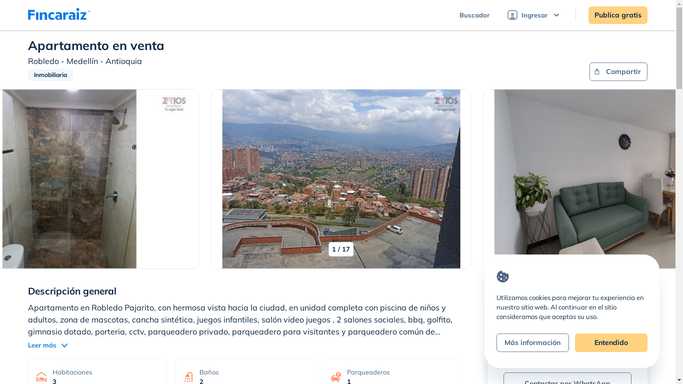 Fincaraiz
Buscador
Ingresar
Publica gratis
Apartamento en venta
Robledo - Medellín - Antioquia
Inmobiliaria
Compartir
1 / 17
Descripción general
Apartamento en Robledo Pajarito, con hermosa vista hacia la ciudad, en unidad completa con piscina de niños y
adultos, zona de mascotas, cancha sintética, juegos infantiles, salón video juegos , 2 salones sociales, bbq, golfito,
gimnasio dotado, porteria, cctv, parqueadero privado, parqueadero para visitantes y parqueadero común de...
Leer más
Habitaciones
3
Baños
2
Parqueaderos
1
Utilizamos cookies para mejorar tu experiencia en
nuestro sitio web. Al continuar en el sitio
consideramos que aceptas su uso.
Más información
Entendido
Contactar por WhatsApp